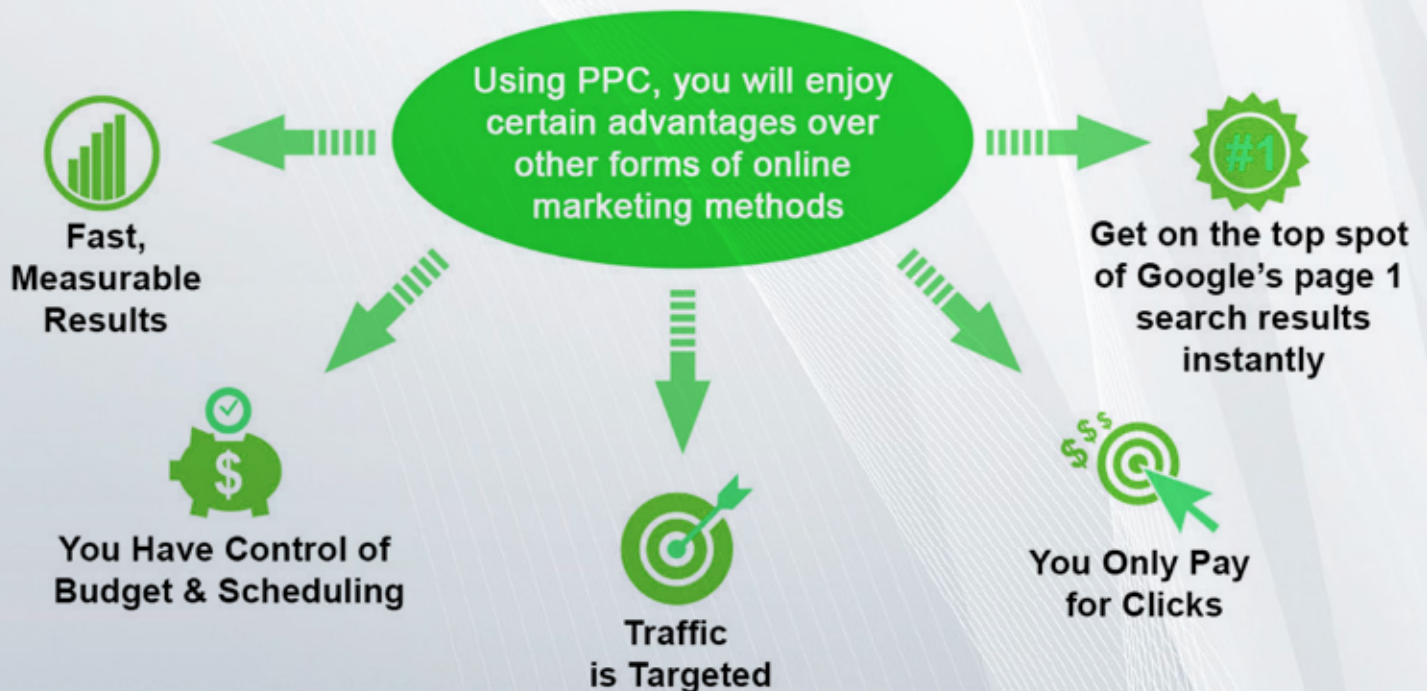 Using PPC, you will enjoy
certain advantages over
other forms of online
marketing methods
Fast,
Measurable
Results
#1
Get on the top spot
of Google's page 1
search results
instantly
$
You Have Control of
Budget & Scheduling
Traffic
is Targeted
$$$
You Only Pay
for Clicks